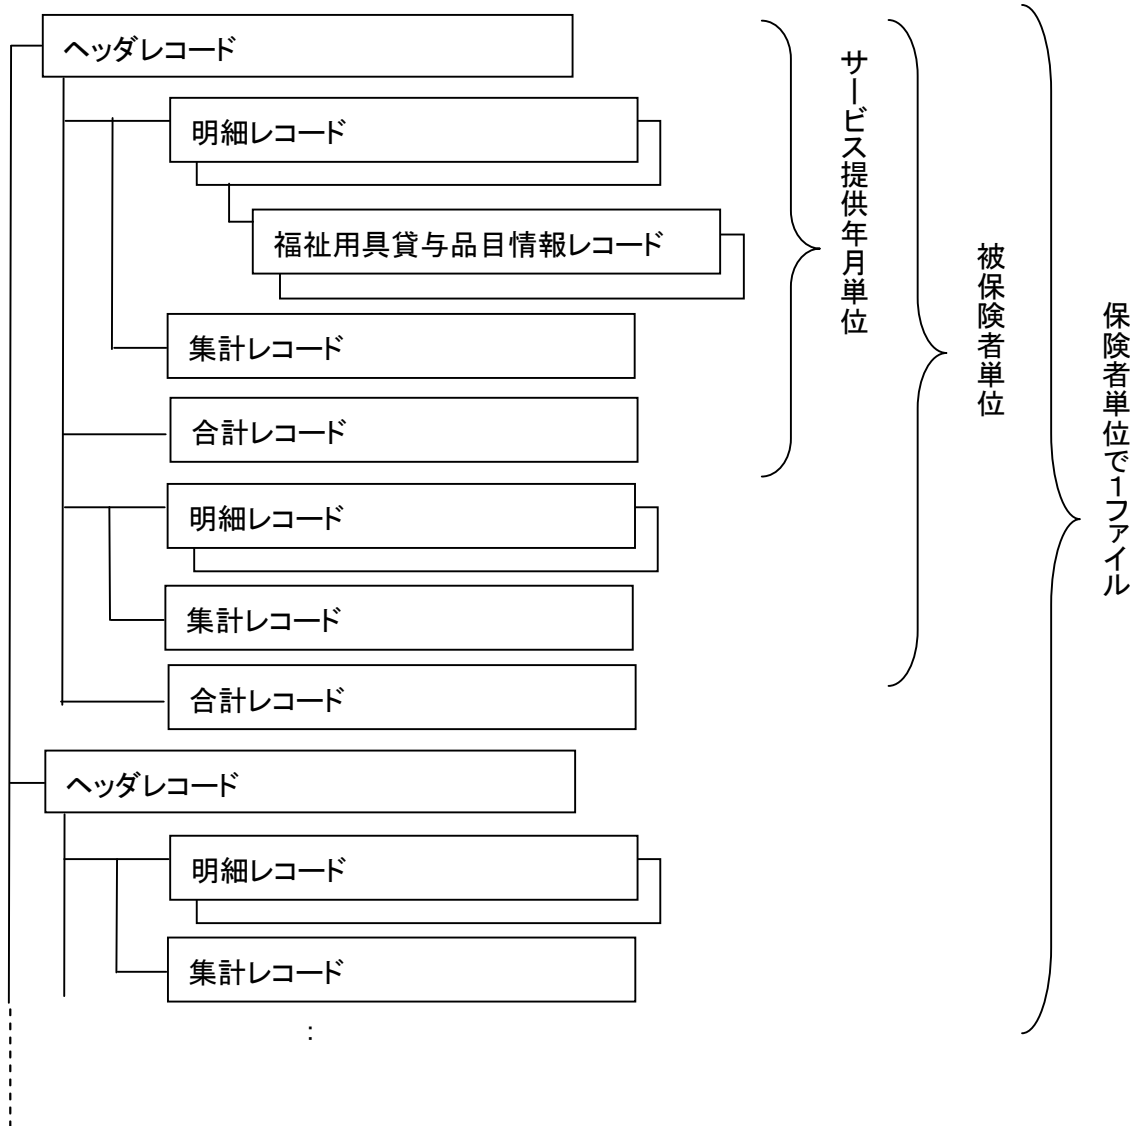 ヘッダレコード
明細レコード
福祉用具貸与品目情報レコード
集計レコード
合計レコード
明細レコード
集計レコード
合計レコード
ヘッダレコード
明細レコード
集計レコード
:
サービス提供年月単位
被保険者単位
保険者単位で1ファイル